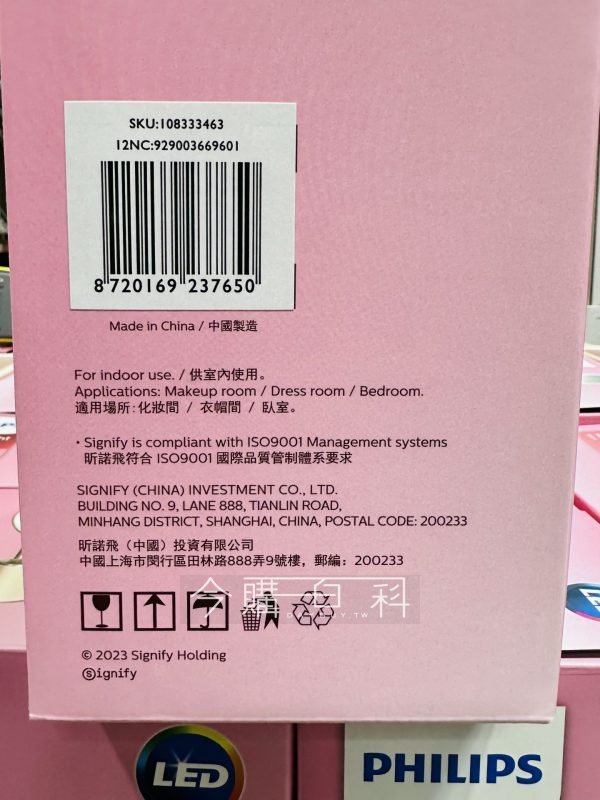 SKU:108333463
12NC:929003669601
8 720169 237650
Made in China / 中國製造
For indoor use. / 供室內使用。
Applications: Makeup room / Dress room / Bedroom.
適用場所:化妝間 / 衣帽間 / 臥室。
・Signify is compliant with ISO9001 Management systems
昕諾飛符合 ISO9001 國際品質管制體系要求
SIGNIFY (CHINA) INVESTMENT CO., LTD.
BUILDING NO. 9, LANE 888, TIANLIN ROAD,
MINHANG DISTRICT, SHANGHAI, CHINA, POSTAL CODE: 200233
昕諾飛（中國）投資有限公司
中國上海市閔行區田林路888弄9號樓，郵編：200233
今購百科
© 2023 Signify Holding
Signify
LED
PHILIPS